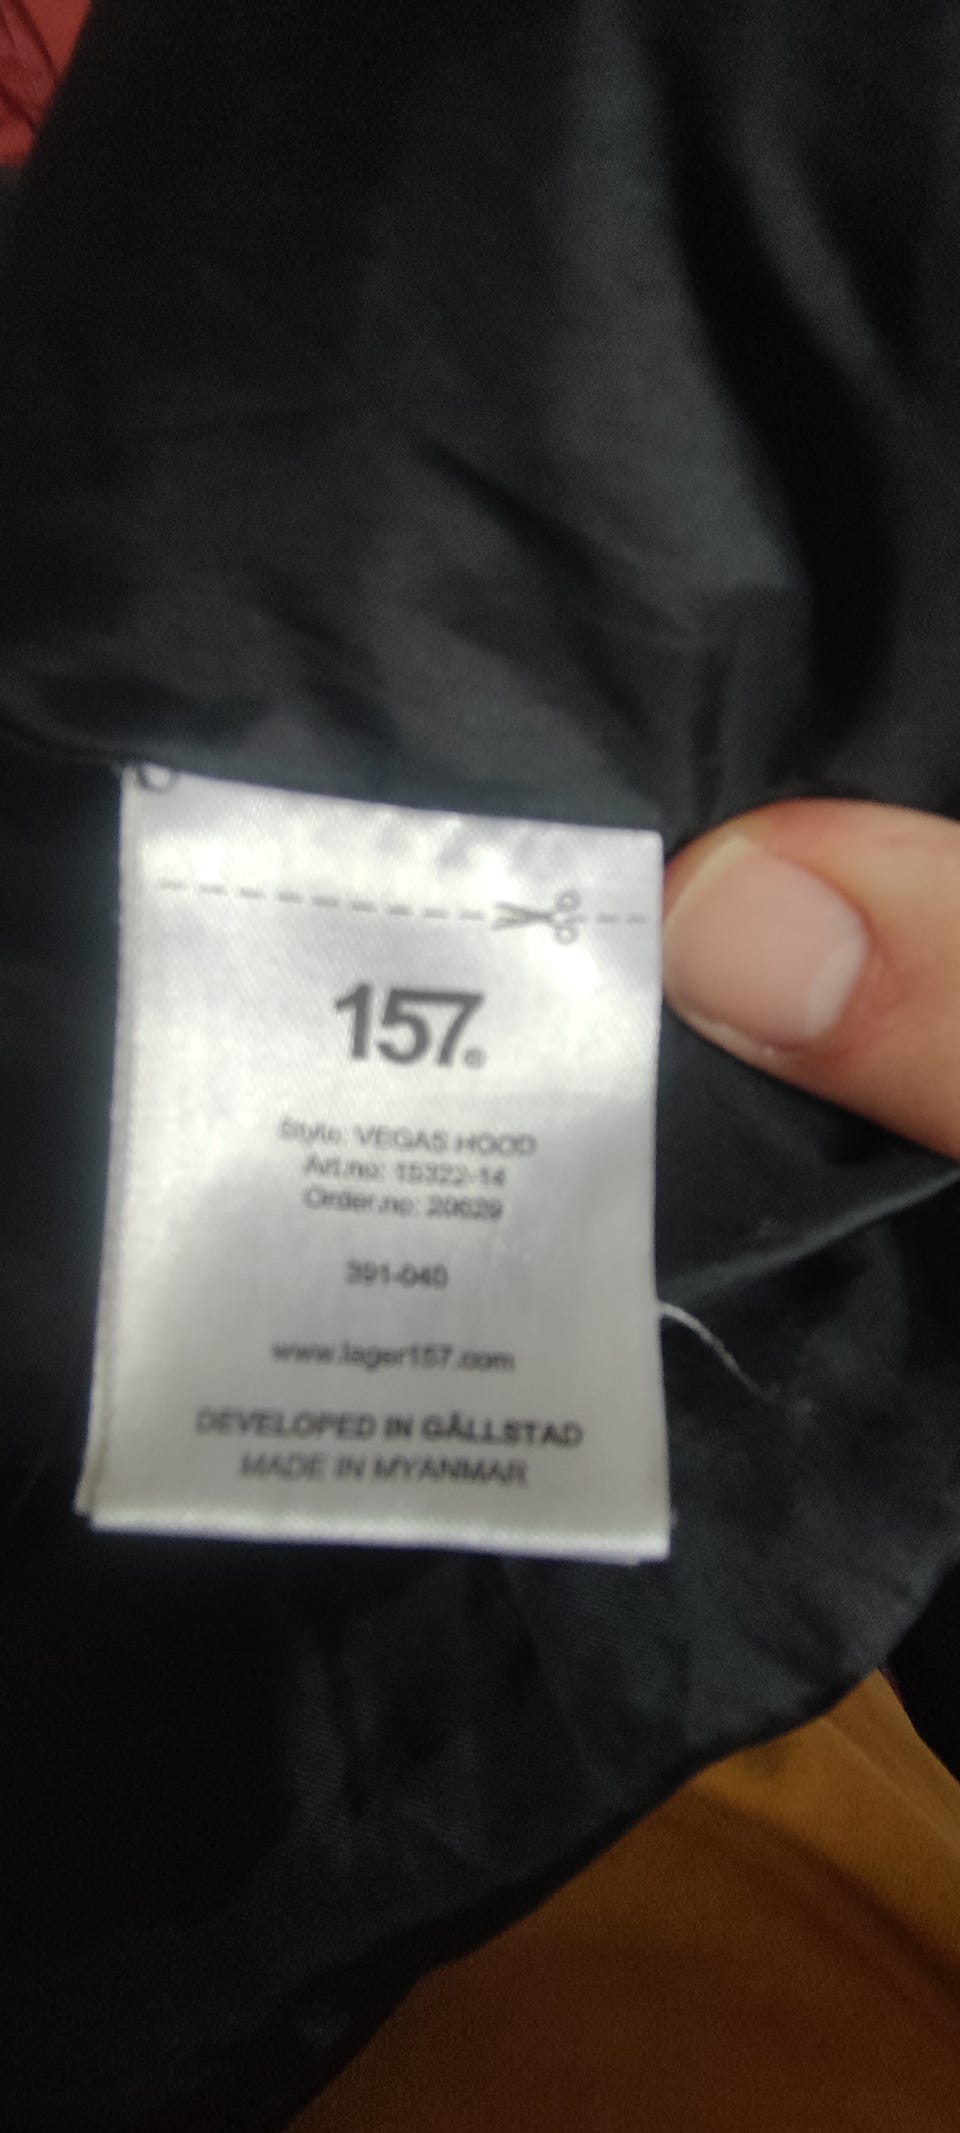 157®
Style: VEGAS HOOD
Art.no: 15322-14
Order.no: 20629
391-040
www.lager157.com
DEVELOPED IN GÄLLSTAD
MADE IN MYANMAR